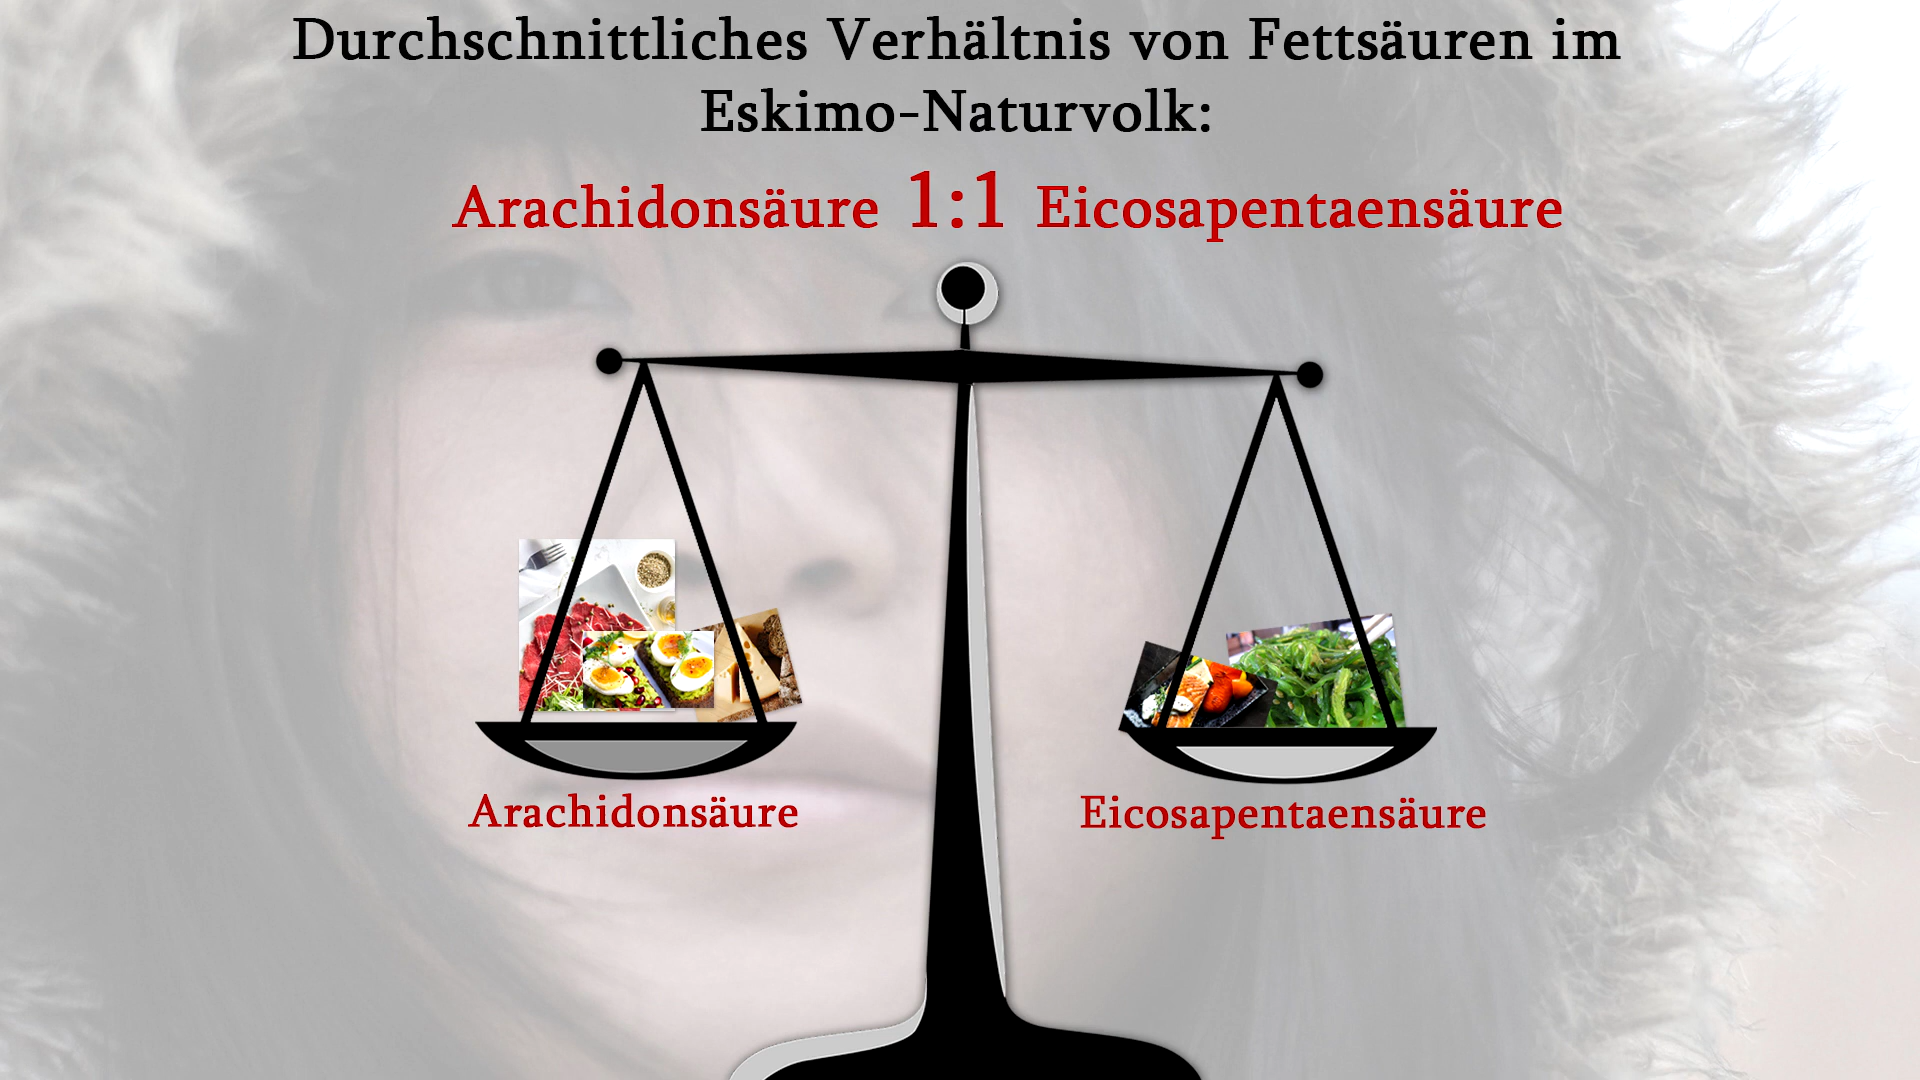 Durchschnittliches Verhältnis von Fettsäuren im
Eskimo-Naturvolk:
Arachidonsäure 1:1 Eicosapentaensäure
Arachidonsäure
Eicosapentaensäure